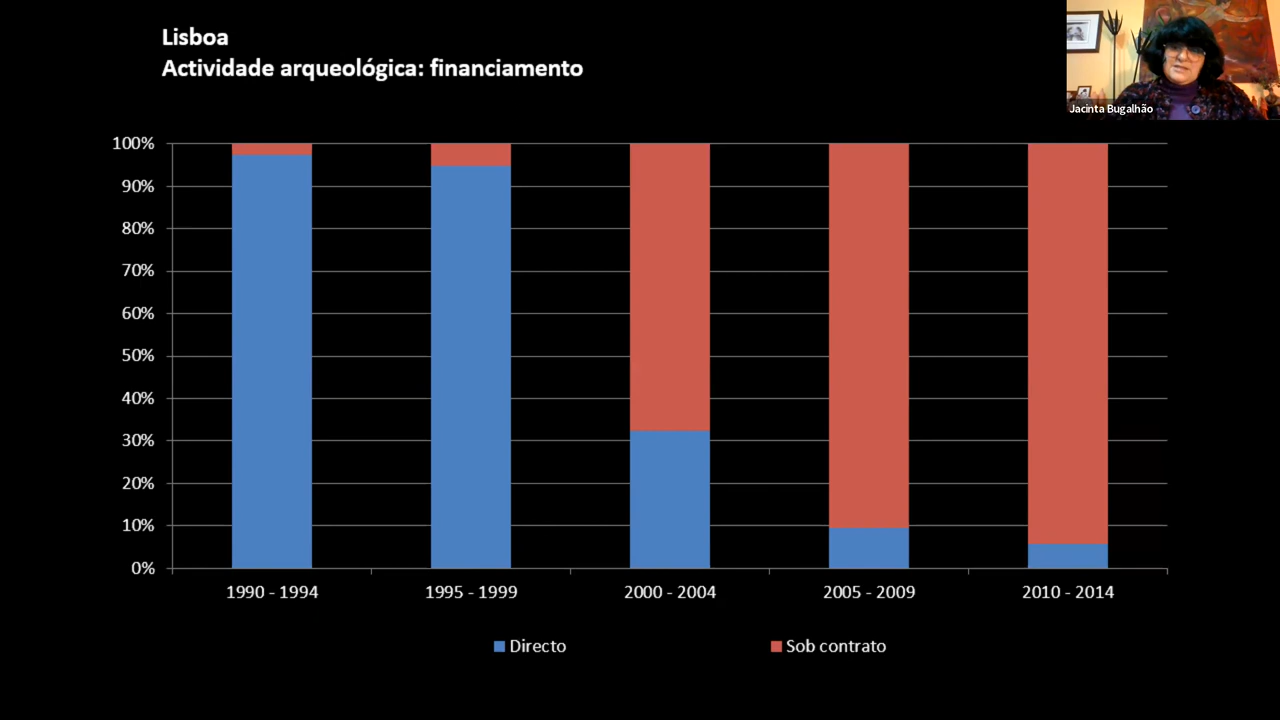 Lisboa
Actividade arqueológica: financiamento
Jacinta Bugalhão
100%
90%
80%
70%
60%
50%
40%
30%
20%
10%
0%
1990 - 1994
1995 - 1999
2000 - 2004
2005 - 2009
2010 - 2014
Directo
Sob contrato